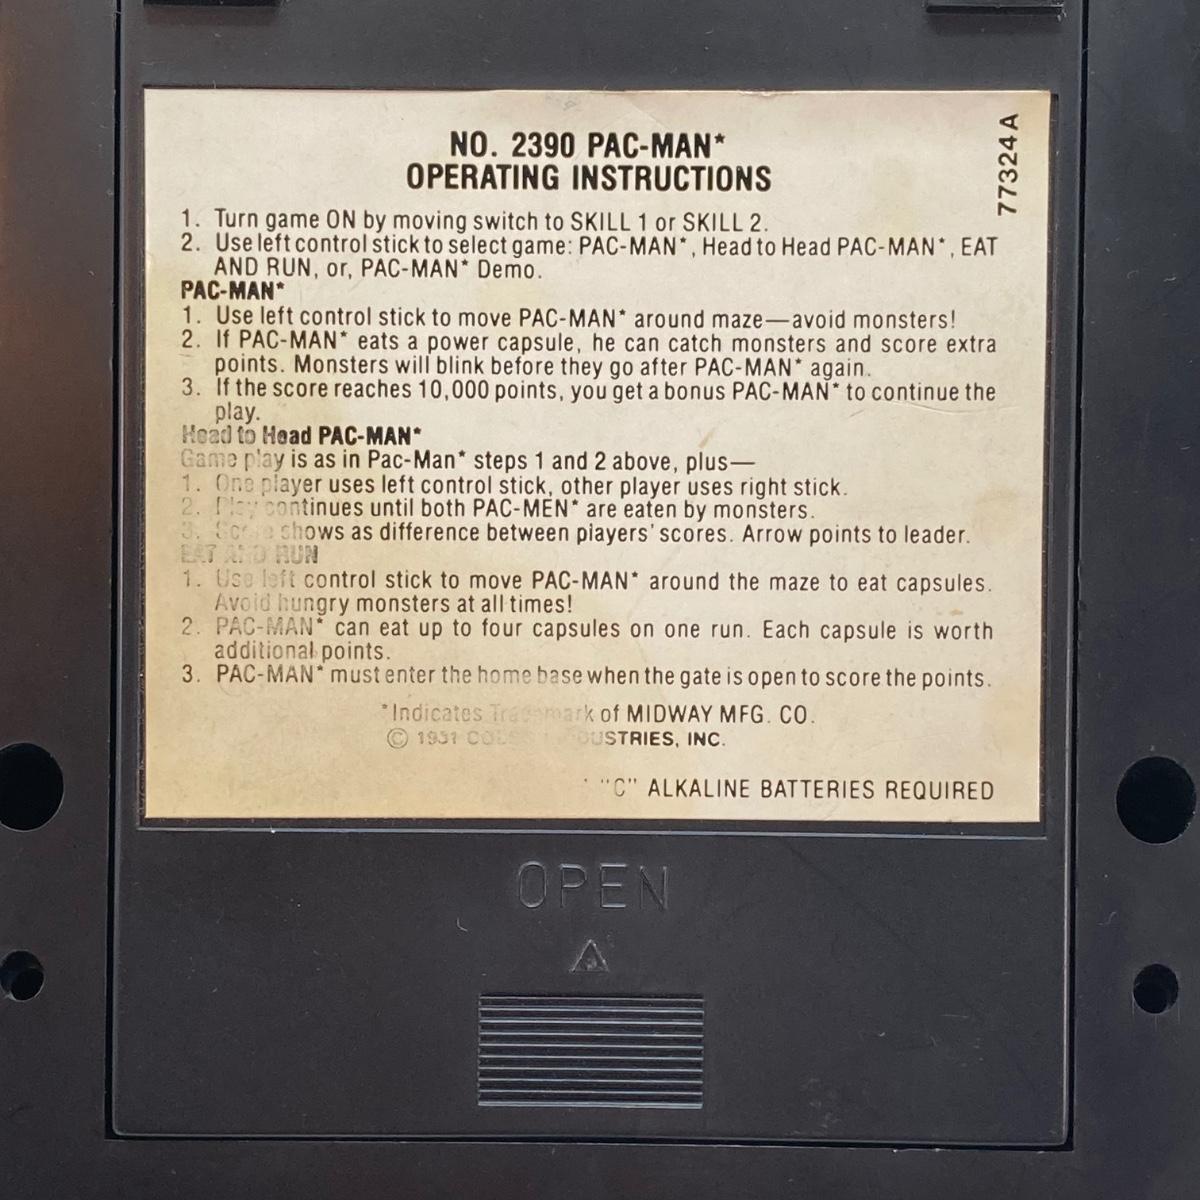 NO. 2390 PAC-MAN*
OPERATING INSTRUCTIONS
77324A
1. Turn game ON by moving switch to SKILL 1 or SKILL 2.
2. Use left control stick to select game: PAC-MAN*, Head to Head PAC-MAN*, EAT
AND RUN, or, PAC-MAN* Demo.
PAC-MAN*
1. Use left control stick to move PAC-MAN* around maze—avoid monsters!
2. If PAC-MAN* eats a power capsule, he can catch monsters and score extra
points. Monsters will blink before they go after PAC-MAN* again.
3. If the score reaches 10,000 points, you get a bonus PAC-MAN* to continue the
play.
Head to Head PAC-MAN*
Game play is as in Pac-Man* steps 1 and 2 above, plus—
1. One player uses left control stick, other player uses right stick.
2. Play continues until both PAC-MEN* are eaten by monsters.
3. Score shows as difference between players' scores. Arrow points to leader.
EAT AND RUN
1. Use left control stick to move PAC-MAN* around the maze to eat capsules.
Avoid hungry monsters at all times!
2. PAC-MAN* can eat up to four capsules on one run. Each capsule is worth
additional points.
3. PAC-MAN* must enter the home base when the gate is open to score the points.
*Indicates Trademark of MIDWAY MFG. CO.
© 1981 COLECO INDUSTRIES, INC.
"C" ALKALINE BATTERIES REQUIRED
OPEN